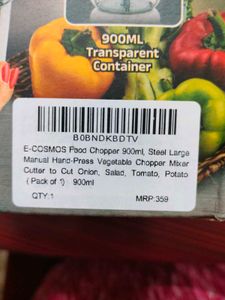 900ML
Transparent
Container
B0BNDKBDTV
E-COSMOS Food Chopper 900ml, Steel Large
Manual Hand-Press Vegetable Chopper Mixer
Cutter to Cut Onion, Salad, Tomato, Potato
(Pack of 1) 900ml
QTY:1
MRP:359